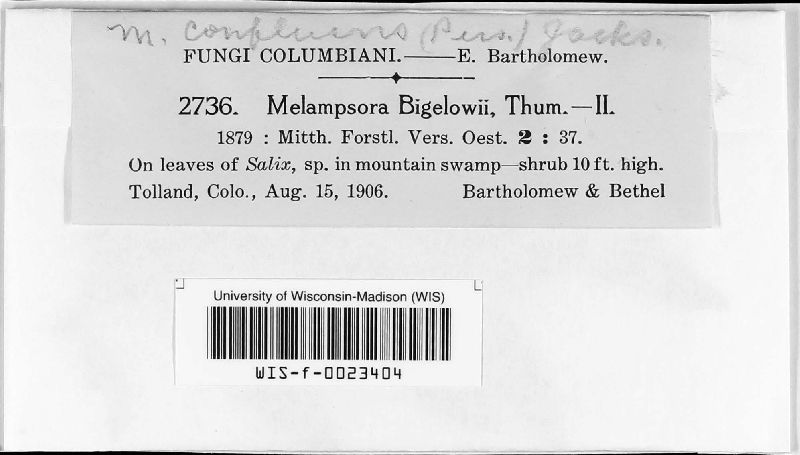 M. confluens (Pers.) Jacks.
FUNGI COLUMBIANI.——E. Bartholomew.
2736. Melampsora Bigelowii, Thum.—II.
1879 : Mitth. Forstl. Vers. Oest. 2 : 37.
On leaves of Salix, sp. in mountain swamp—shrub 10 ft. high.
Tolland, Colo., Aug. 15, 1906. Bartholomew & Bethel
University of Wisconsin-Madison (WIS)
WIS-f-0023404